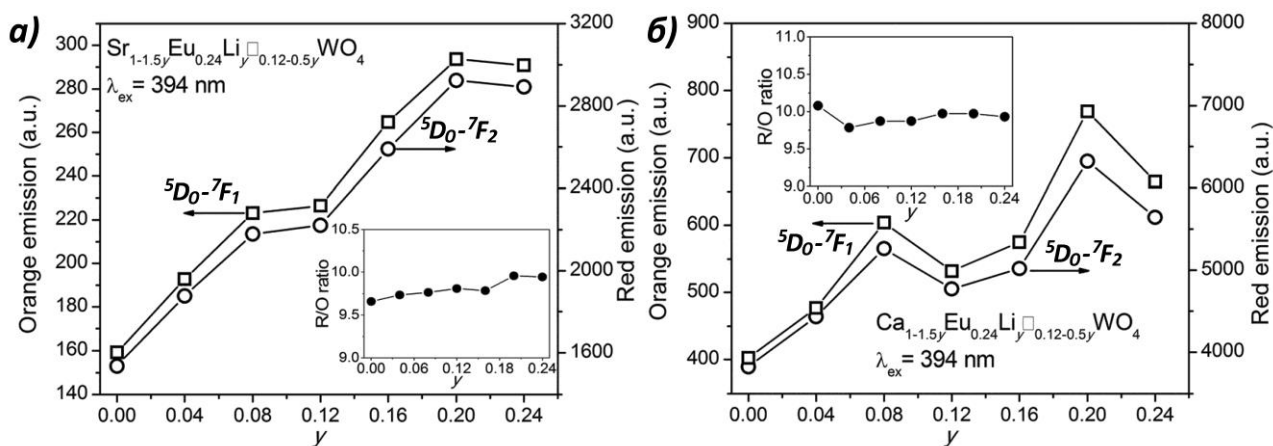 а)
Sr1-1.5yEu0.24Liy□0.12-0.5yWO4
λex= 394 nm
Orange emission (a.u.)
300
280
260
240
220
200
180
160
140
3200
2800
2400
2000
1600
Red emission (a.u.)
5D0-7F2
5D0-7F1
R/O ratio
10.5
10.0
9.5
9.0
0.00 0.06 0.12 0.18 0.24
y
0.00 0.04 0.08 0.12 0.16 0.20 0.24
y
б)
Orange emission (a.u.)
900
800
700
600
500
400
8000
7000
6000
5000
4000
Red emission (a.u.)
R/O ratio
11.0
10.5
10.0
9.5
9.0
0.00 0.06 0.12 0.18 0.24
y
5D0-7F1
5D0-7F2
Ca1-1.5yEu0.24Liy□0.12-0.5yWO4
λex= 394 nm
0.00 0.04 0.08 0.12 0.16 0.20 0.24
y